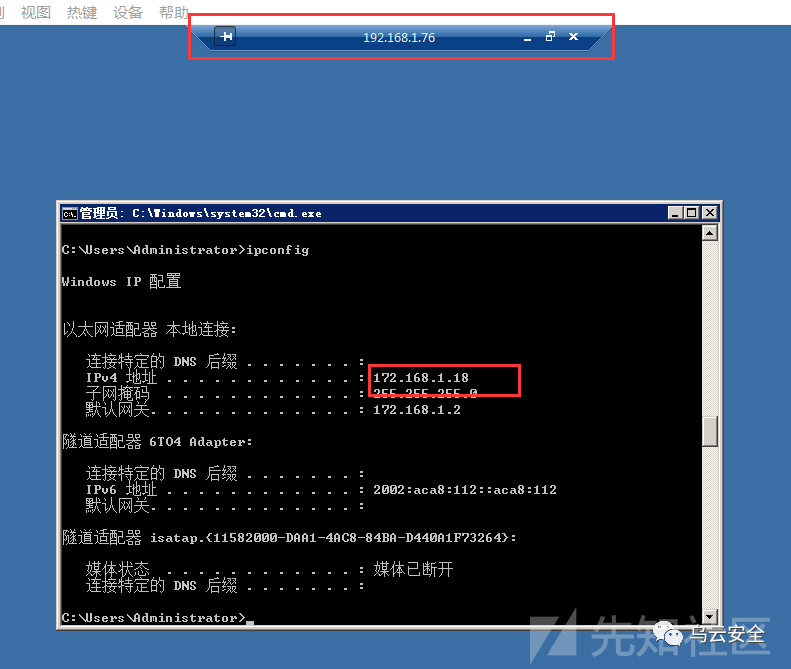 视图 热键 设备 帮助
192.168.1.76
管理员: C:\Windows\system32\cmd.exe
C:\Users\Administrator>ipconfig
Windows IP 配置
以太网适配器 本地连接:
连接特定的 DNS 后缀 . . . . . . . :
IPv4 地址 . . . . . . . . . . . . : 172.168.1.18
子网掩码 . . . . . . . . . . . . : 255.255.255.0
默认网关. . . . . . . . . . . . . : 172.168.1.2
隧道适配器 6TO4 Adapter:
连接特定的 DNS 后缀 . . . . . . . :
IPv6 地址 . . . . . . . . . . . . : 2002:aca8:112::aca8:112
默认网关. . . . . . . . . . . . . :
隧道适配器 isatap.{11582000-DAA1-4AC8-84BA-D440A1F73264}:
媒体状态 . . . . . . . . . . . . : 媒体已断开
连接特定的 DNS 后缀 . . . . . . . :
C:\Users\Administrator>
先知社区
乌云安全